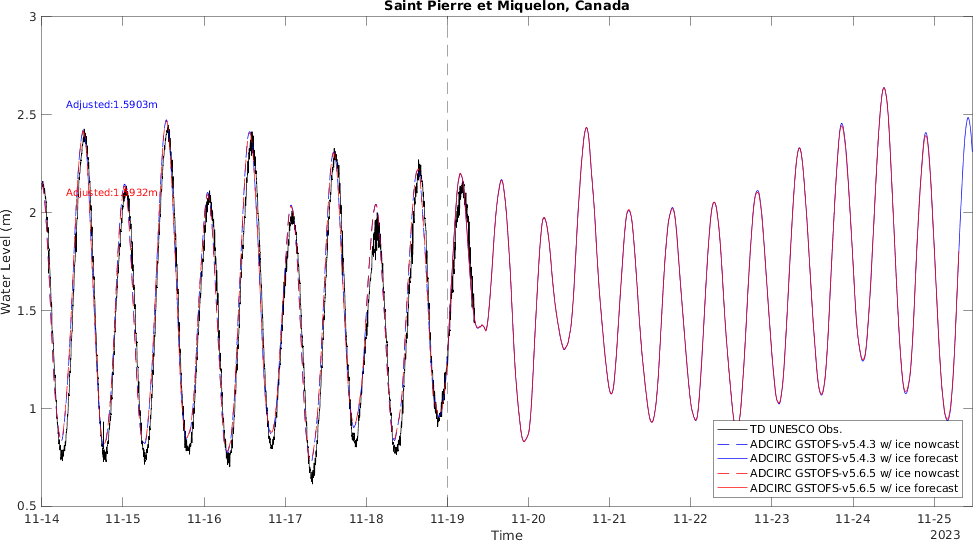 Saint Pierre et Miquelon, Canada
3
Adjusted:1.5903m
2.5
2
1.5
1
0.5
Water Level (m)
TD UNESCO Obs.
ADCIRC GSTOFS-v5.4.3 w/ ice nowcast
ADCIRC GSTOFS-v5.4.3 w/ ice forecast
ADCIRC GSTOFS-v5.6.5 w/ ice nowcast
ADCIRC GSTOFS-v5.6.5 w/ ice forecast
11-14 11-15 11-16 11-17 11-18 11-19 11-20 11-21 11-22 11-23 11-24 11-25
2023
Time